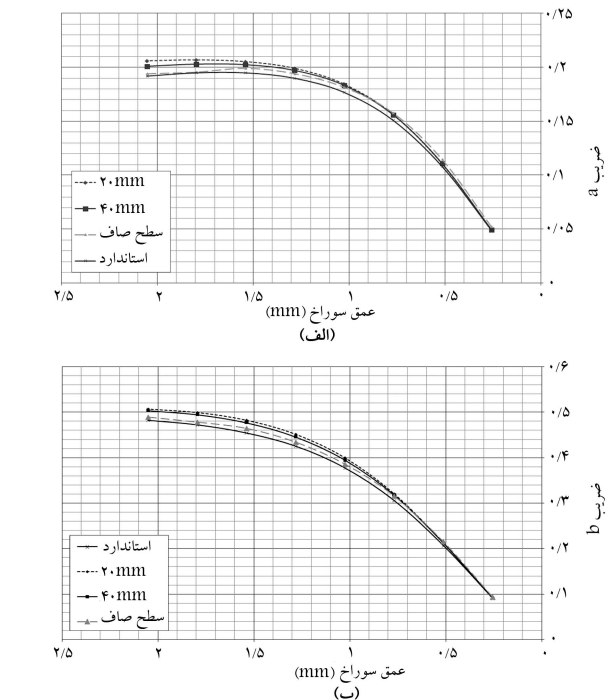 ۰/۲۵
۰/۲
۰/۱۵
۰/۱
۰/۰۵
۰
ضریب a
۲۰mm
۴۰mm
سطح صاف
استاندارد
۰ ۰/۵ ۱ ۱/۵ ۲ ۲/۵
عمق سوراخ (mm)
(الف)
۰/۶
۰/۵
۰/۴
۰/۳
۰/۲
۰/۱
۰
ضریب b
استاندارد
۲۰mm
۴۰mm
سطح صاف
۰ ۰/۵ ۱ ۱/۵ ۲ ۲/۵
عمق سوراخ (mm)
(ب)